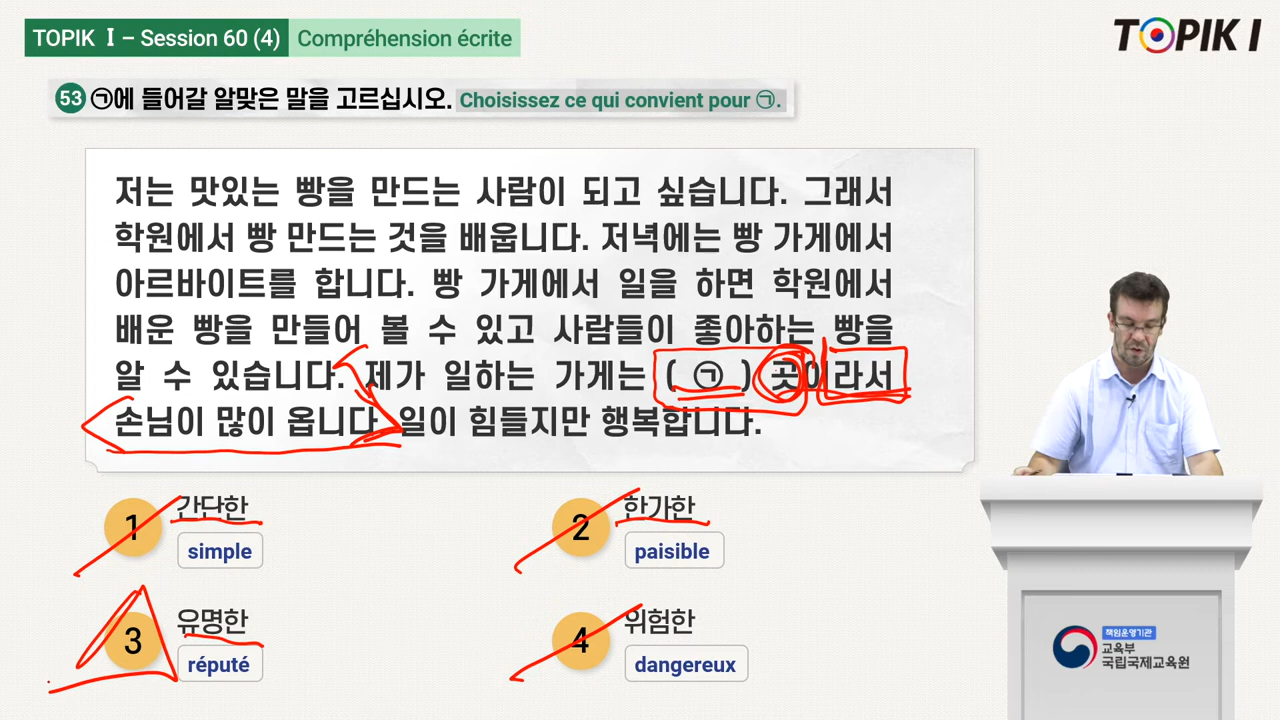 TOPIK Ⅰ – Session 60 (4) Compréhension écrite
TOPIK I
53 ㉠에 들어갈 알맞은 말을 고르십시오. Choisissez ce qui convient pour ㉠.
저는 맛있는 빵을 만드는 사람이 되고 싶습니다. 그래서
학원에서 빵 만드는 것을 배웁니다. 저녁에는 빵 가게에서
아르바이트를 합니다. 빵 가게에서 일을 하면 학원에서
배운 빵을 만들어 볼 수 있고 사람들이 좋아하는 빵을
알 수 있습니다. 제가 일하는 가게는 ( ㉠ ) 곳이라서
손님이 많이 옵니다. 일이 힘들지만 행복합니다.
1 간단한
simple
2 한가한
paisible
3 유명한
réputé
4 위험한
dangereux
책임운영기관
교육부
국립국제교육원